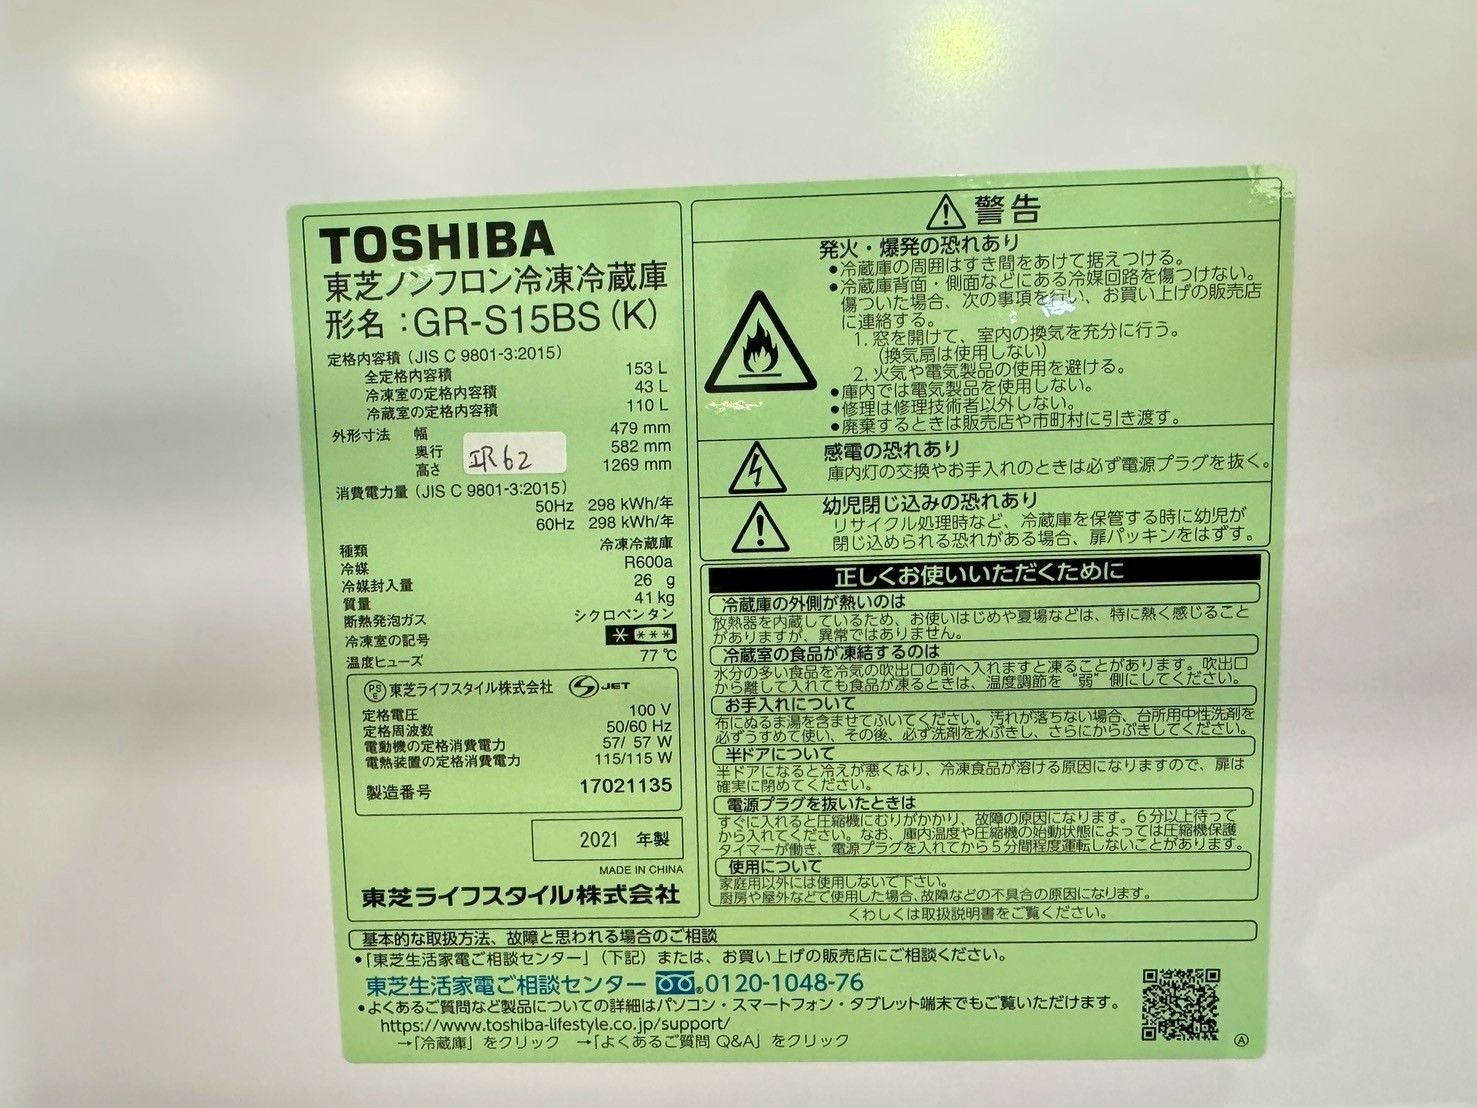 TOSHIBA
東芝ノンフロン冷凍冷蔵庫
形名：GR-S15BS (K)
定格内容積（JIS C 9801-3:2015）
全定格内容積 153 L
冷凍室の定格内容積 43 L
冷蔵室の定格内容積 110 L
外形寸法 幅 479 mm
奥行 582 mm
高さ 1269 mm
IR62
消費電力量（JIS C 9801-3:2015）
50Hz 298 kWh/年
60Hz 298 kWh/年
種類 冷凍冷蔵庫
冷媒 R600a
冷媒封入量 26 g
質量 41 kg
断熱発泡ガス シクロペンタン
冷凍室の記号 * ***
温度ヒューズ 77 ℃
PSE 東芝ライフスタイル株式会社 JET
定格電圧 100 V
定格周波数 50/60 Hz
電動機の定格消費電力 57/ 57 W
電熱装置の定格消費電力 115/115 W
製造番号 17021135
2021 年製
MADE IN CHINA
東芝ライフスタイル株式会社
警告
発火・爆発の恐れあり
●冷蔵庫の周囲はすき間をあけて据えつける。
●冷蔵庫背面・側面などにある冷媒回路を傷つけない。
傷ついた場合、次の事項を行い、お買い上げの販売店
に連絡する。
1. 窓を開けて、室内の換気を充分に行う。
（換気扇は使用しない）
2. 火気や電気製品の使用を避ける。
●庫内では電気製品を使用しない。
●修理は修理技術者以外しない。
●廃棄するときは販売店や市町村に引き渡す。
感電の恐れあり
庫内灯の交換やお手入れのときは必ず電源プラグを抜く。
幼児閉じ込みの恐れあり
リサイクル処理時など、冷蔵庫を保管する時に幼児が
閉じ込められる恐れがある場合、扉パッキンをはずす。
正しくお使いいただくために
冷蔵庫の外側が熱いのは
放熱器を内蔵しているため、お使いはじめや夏場などは、特に熱く感じること
がありますが、異常ではありません。
冷蔵室の食品が凍結するのは
水分の多い食品を冷気の吹出口の前へ入れますと凍ることがあります。吹出口
から離して入れても食品が凍るときは、温度調節を“弱”側にしてください。
お手入れについて
布にぬるま湯を含ませてふいてください。汚れが落ちない場合、台所用中性洗剤を
必ずうすめて使い、その後、必ず洗剤を水ぶきし、さらにからぶきしてください。
半ドアについて
半ドアになると冷えが悪くなり、冷凍食品が溶ける原因になりますので、扉は
確実に閉めてください。
電源プラグを抜いたときは
すぐに入れると圧縮機にむりがかかり、故障の原因になります。6分以上待って
から入れてください。なお、庫内温度や圧縮機の始動状態によっては圧縮機保護
タイマーが働き、電源プラグを入れてから５分間程度運転しないことがあります。
使用について
家庭用以外には使用しないで下さい。
厨房や屋外などで使用した場合、故障などの不具合の原因になります。
くわしくは取扱説明書をご覧ください。
基本的な取扱方法、故障と思われる場合のご相談
●「東芝生活家電ご相談センター」（下記）または、お買い上げの販売店にご相談ください。
東芝生活家電ご相談センター 0120-1048-76
●よくあるご質問など製品についての詳細はパソコン・スマートフォン・タブレット端末でもご覧いただけます。
https://www.toshiba-lifestyle.co.jp/support/
→「冷蔵庫」をクリック →「よくあるご質問 Q&A」をクリック
Ⓐ